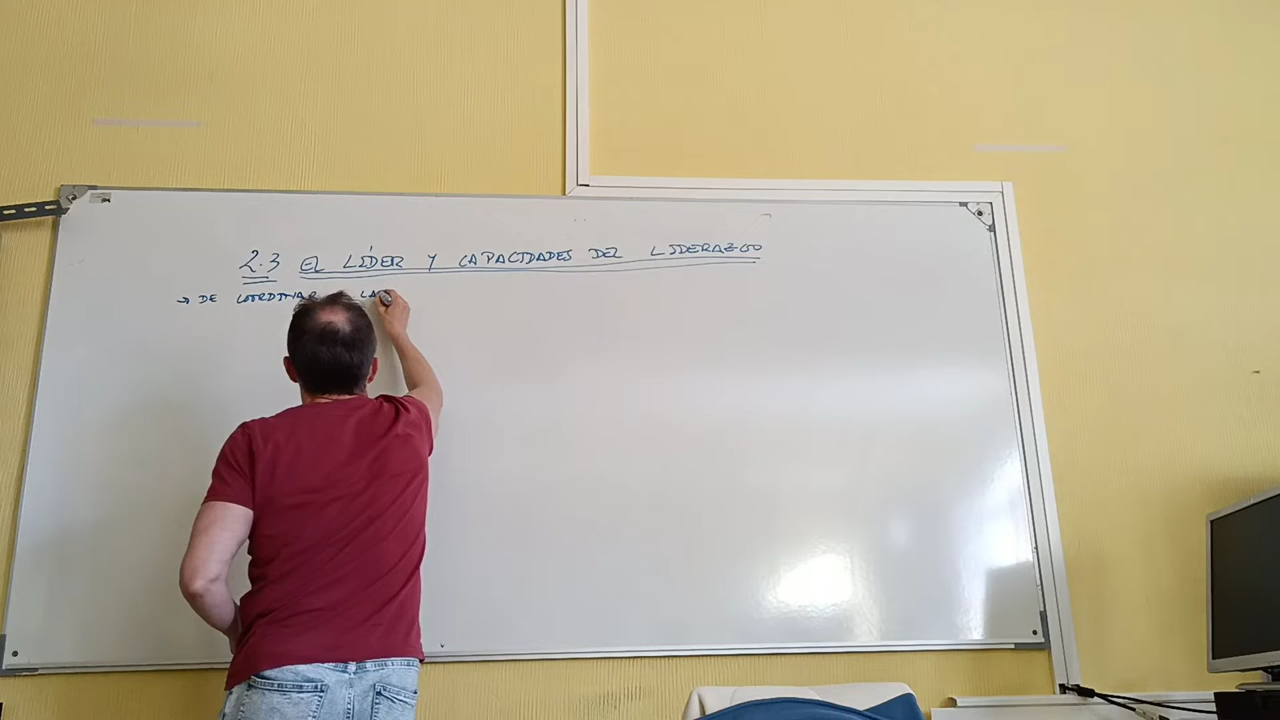 2.3 EL LÍDER Y CAPACIDADES DEL LIDERAZGO
→ DE COORDINAR LA